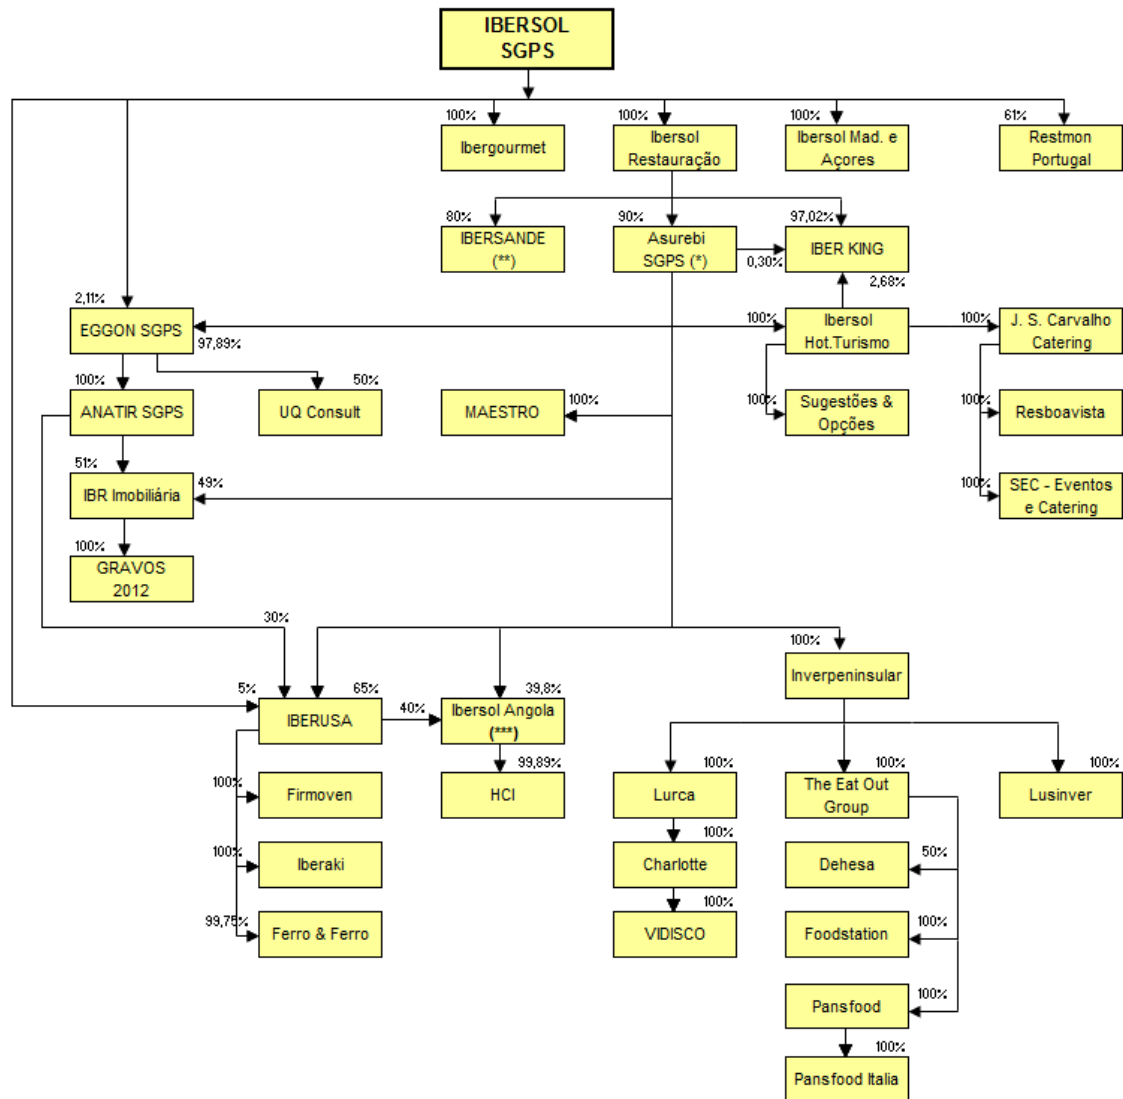 IBERSOL
SGPS
100%
100%
100%
61%
Ibergourmet
Ibersol
Restauração
Ibersol Mad. e
Açores
Restmon
Portugal
80%
90%
97,02%
IBERSANDE
(**)
Asurebi
SGPS (*)
0,30%
IBER KING
2,68%
2,11%
EGGON SGPS
97,89%
100%
Ibersol
Hot.Turismo
100%
J. S. Carvalho
Catering
100%
ANATIR SGPS
50%
UQ Consult
MAESTRO
100%
100%
Sugestões &
Opções
100%
Resboavista
51%
IBR Imobiliária
49%
100%
SEC - Eventos
e Catering
100%
GRAVOS
2012
30%
100%
Inverpeninsular
5%
65%
IBERUSA
40%
39,8%
Ibersol Angola
(***)
99,89%
HCI
100%
Firmoven
100%
Iberaki
99,75%
Ferro & Ferro
100%
Lurca
100%
Charlotte
100%
VIDISCO
100%
The Eat Out
Group
100%
Lusinver
50%
Dehesa
100%
Foodstation
100%
Pansfood
100%
Pansfood Italia